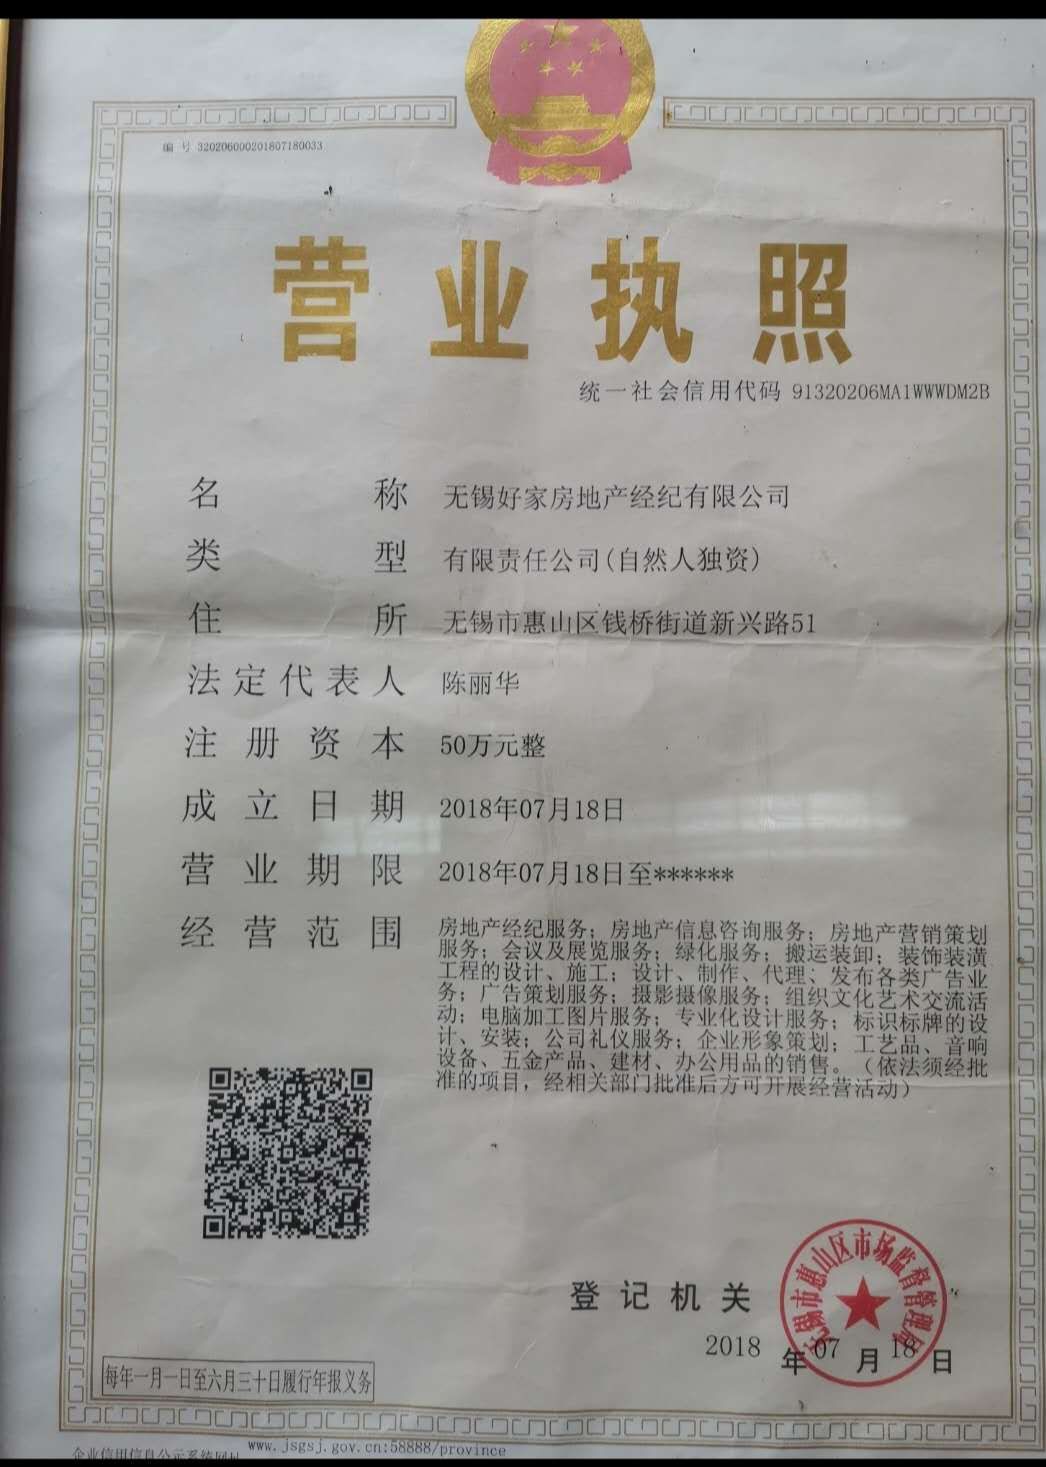 编 号 320206000201807180033
营业执照
统一社会信用代码 91320206MA1WWWDM2B
名称 无锡好家房地产经纪有限公司
类型 有限责任公司(自然人独资)
住所 无锡市惠山区钱桥街道新兴路51
法定代表人 陈丽华
注册资本 50万元整
成立日期 2018年07月18日
营业期限 2018年07月18日至******
经营范围 房地产经纪服务；房地产信息咨询服务；房地产营销策划
服务；会议及展览服务；绿化服务；搬运装卸；装饰装潢
工程的设计、施工；设计、制作、代理、发布各类广告业
务；广告策划服务；摄影摄像服务；组织文化艺术交流活
动；电脑加工图片服务；专业化设计服务；标识标牌的设
计、安装；公司礼仪服务；企业形象策划；工艺品、音响
设备、五金产品、建材、办公用品的销售。（依法须经批
准的项目，经相关部门批准后方可开展经营活动）
无锡市惠山区市场监督管理局
登记机关
2018 年 07 月 18 日
每年一月一日至六月三十日履行年报义务
企业信用信息公示系统网址 www.jsgsj.gov.cn:58888/province